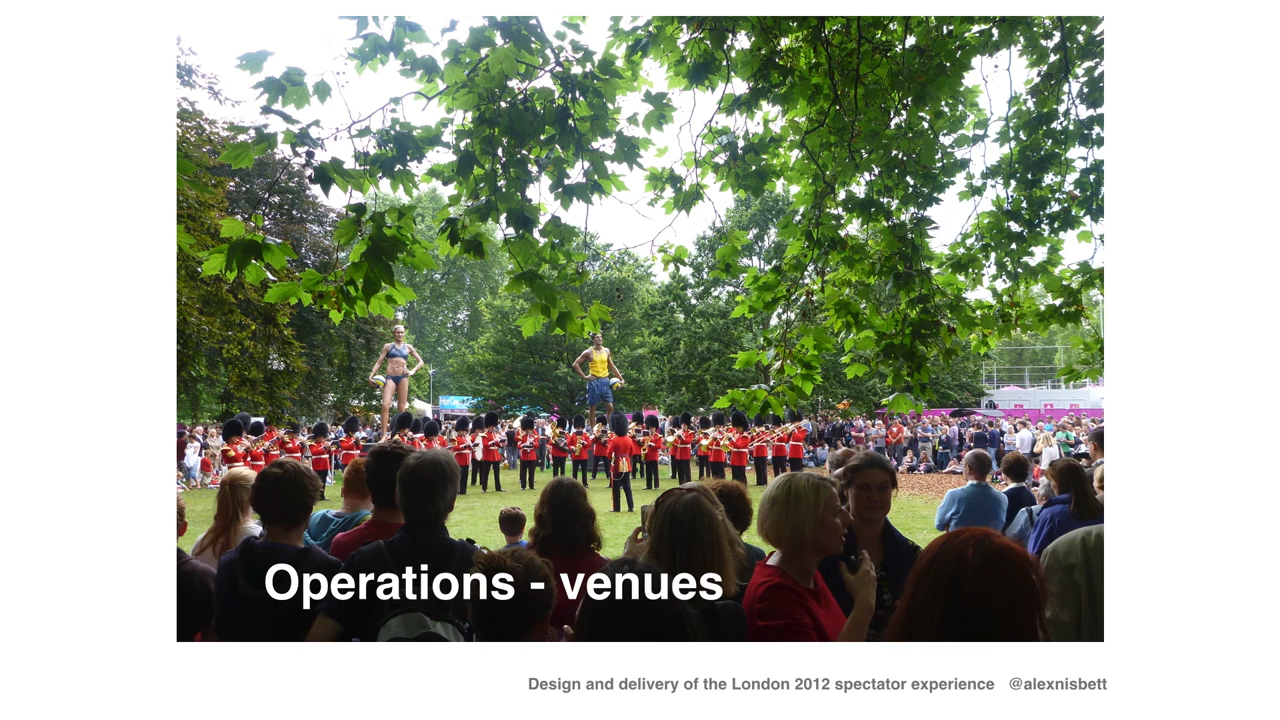 Operations - venues
Design and delivery of the London 2012 spectator experience @alexnisbett